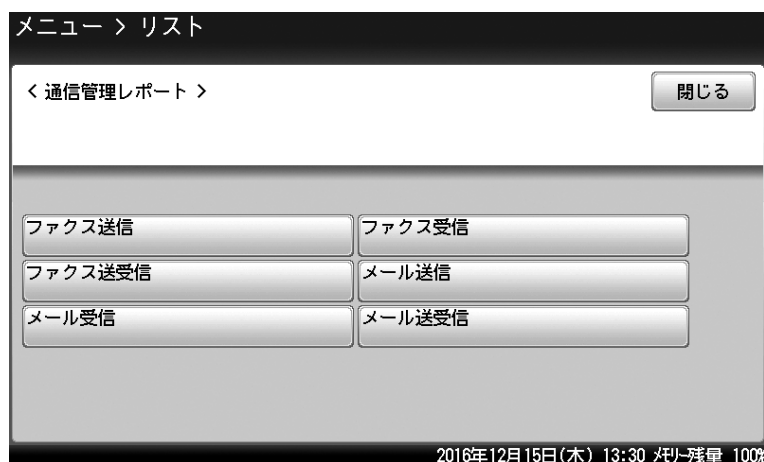 メニュー > リスト
< 通信管理レポート >
閉じる
ファクス送信
ファクス受信
ファクス送受信
メール送信
メール受信
メール送受信
2016年12月15日(木) 13:30 ﾒﾓﾘｰ残量 100%